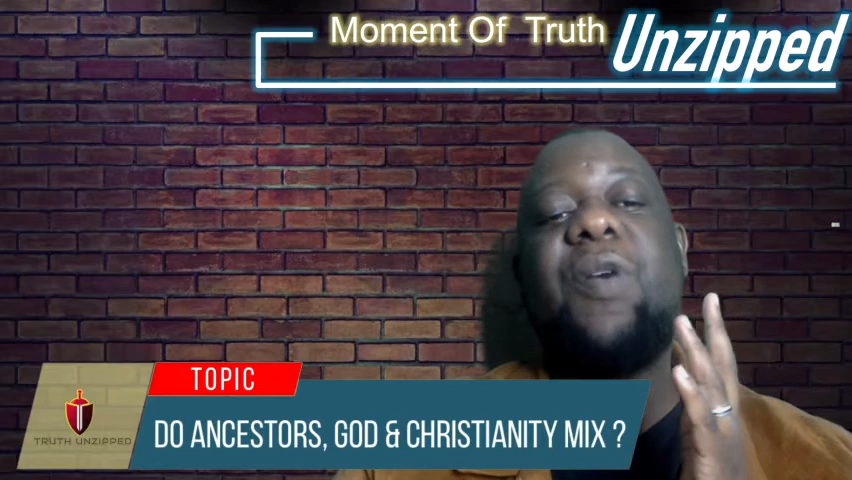 Moment Of Truth
Unzipped
TOPIC
TRUTH UNZIPPED
DO ANCESTORS, GOD & CHRISTIANITY MIX ?